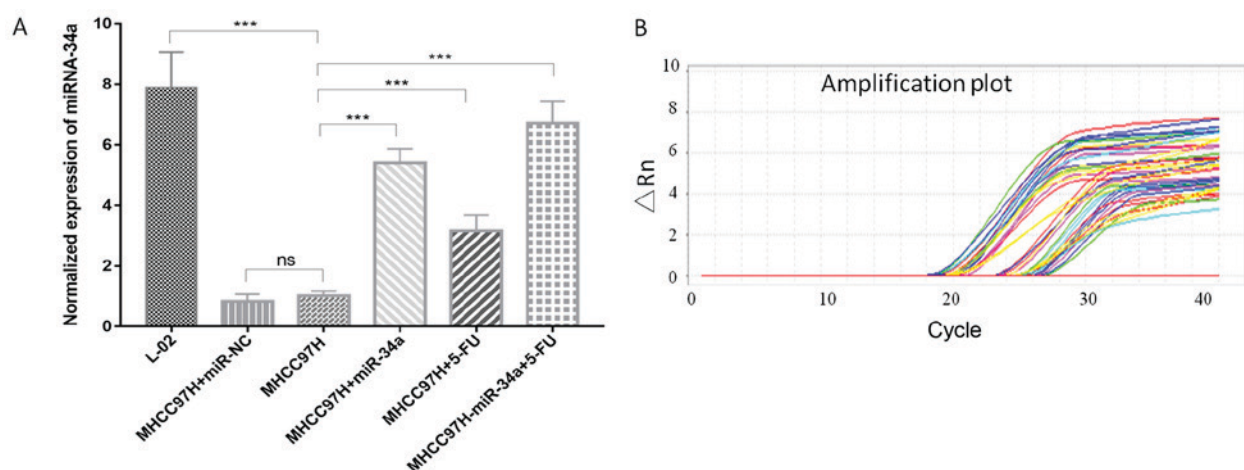 A
Normalized expression of miRNA-34a
10
8
6
4
2
0
***
***
***
***
ns
L-02
MHCC97H+miR-NC
MHCC97H
MHCC97H+miR-34a
MHCC97H+5-FU
MHCC97H-miR-34a+5-FU
B
Amplification plot
△Rn
10
8
6
4
2
0
0
10
20
30
40
Cycle